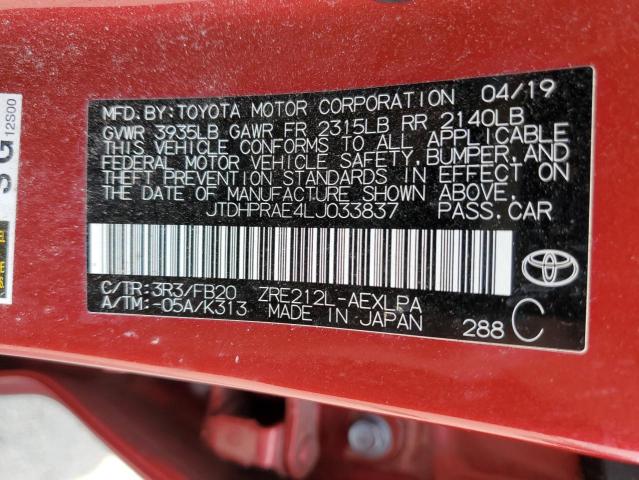 MFD. BY: TOYOTA MOTOR CORPORATION 04/19
GVWR 3935LB GAWR FR 2315LB RR 2140LB
THIS VEHICLE CONFORMS TO ALL APPLICABLE
FEDERAL MOTOR VEHICLE SAFETY, BUMPER, AND
THEFT PREVENTION STANDARDS IN EFFECT ON
THE DATE OF MANUFACTURE SHOWN ABOVE.
JTDHPRAE4LJ033837 PASS. CAR
C/TR: 3R3/FB20 ZRE212L-AEXLPA
A/TM: -05A/K313 MADE IN JAPAN
288 C
12S00